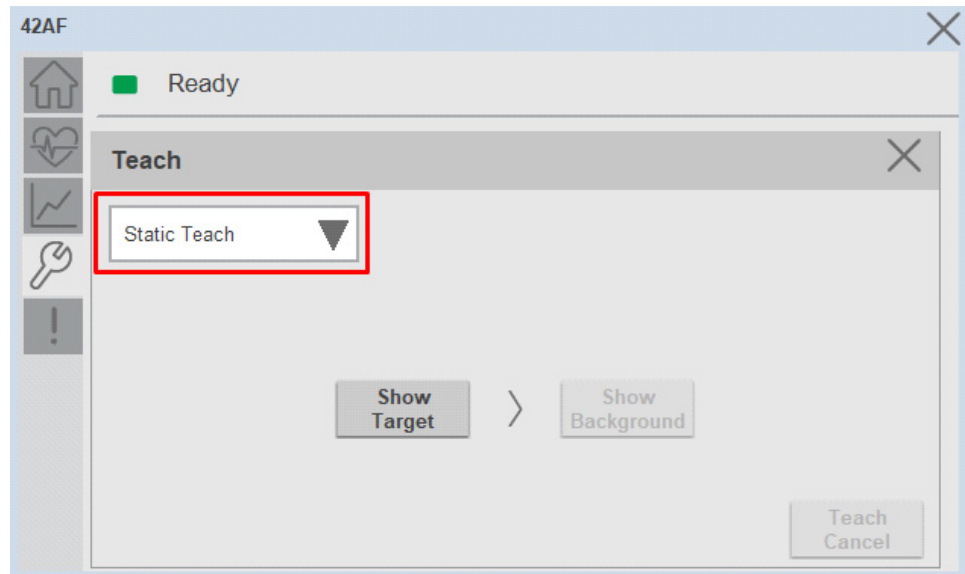 42AF
Ready
Teach
Static Teach
Show
Target
Show
Background
Teach
Cancel